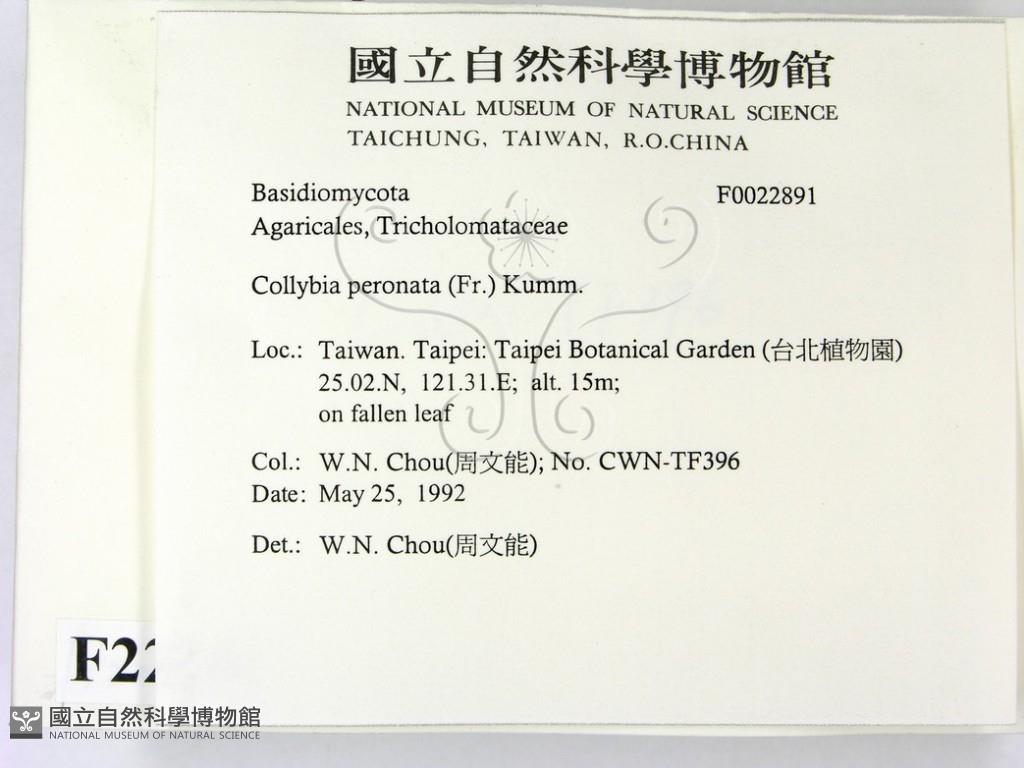 國立自然科學博物館
NATIONAL MUSEUM OF NATURAL SCIENCE
TAICHUNG, TAIWAN, R.O.CHINA
Basidiomycota F0022891
Agaricales, Tricholomataceae
Collybia peronata (Fr.) Kumm.
Loc.: Taiwan. Taipei: Taipei Botanical Garden (台北植物園)
25.02.N, 121.31.E; alt. 15m;
on fallen leaf
Col.: W.N. Chou(周文能); No. CWN-TF396
Date: May 25, 1992
Det.: W.N. Chou(周文能)
F22
國立自然科學博物館
NATIONAL MUSEUM OF NATURAL SCIENCE